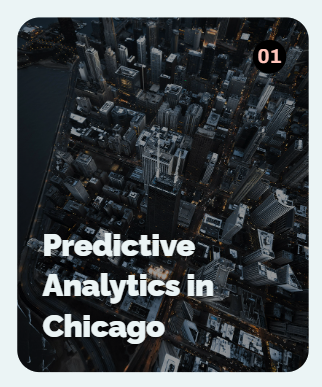 01
Predictive
Analytics in
Chicago